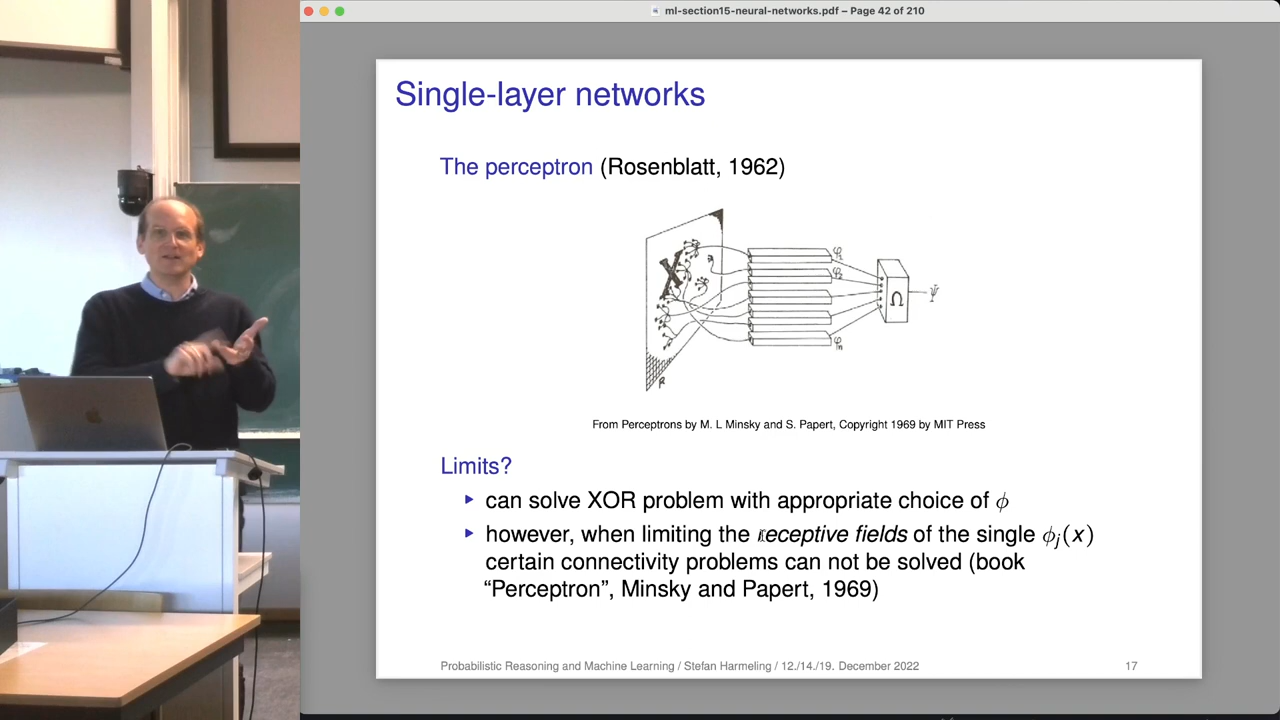 ml-section15-neural-networks.pdf – Page 42 of 210
Single-layer networks
The perceptron (Rosenblatt, 1962)
φ1
φ2
φn
Ω
Ψ
R
From Perceptrons by M. L Minsky and S. Papert, Copyright 1969 by MIT Press
Limits?
▸ can solve XOR problem with appropriate choice of ϕ
▸ however, when limiting the receptive fields of the single ϕj(x)
certain connectivity problems can not be solved (book
“Perceptron”, Minsky and Papert, 1969)
Probabilistic Reasoning and Machine Learning / Stefan Harmeling / 12./14./19. December 2022
17